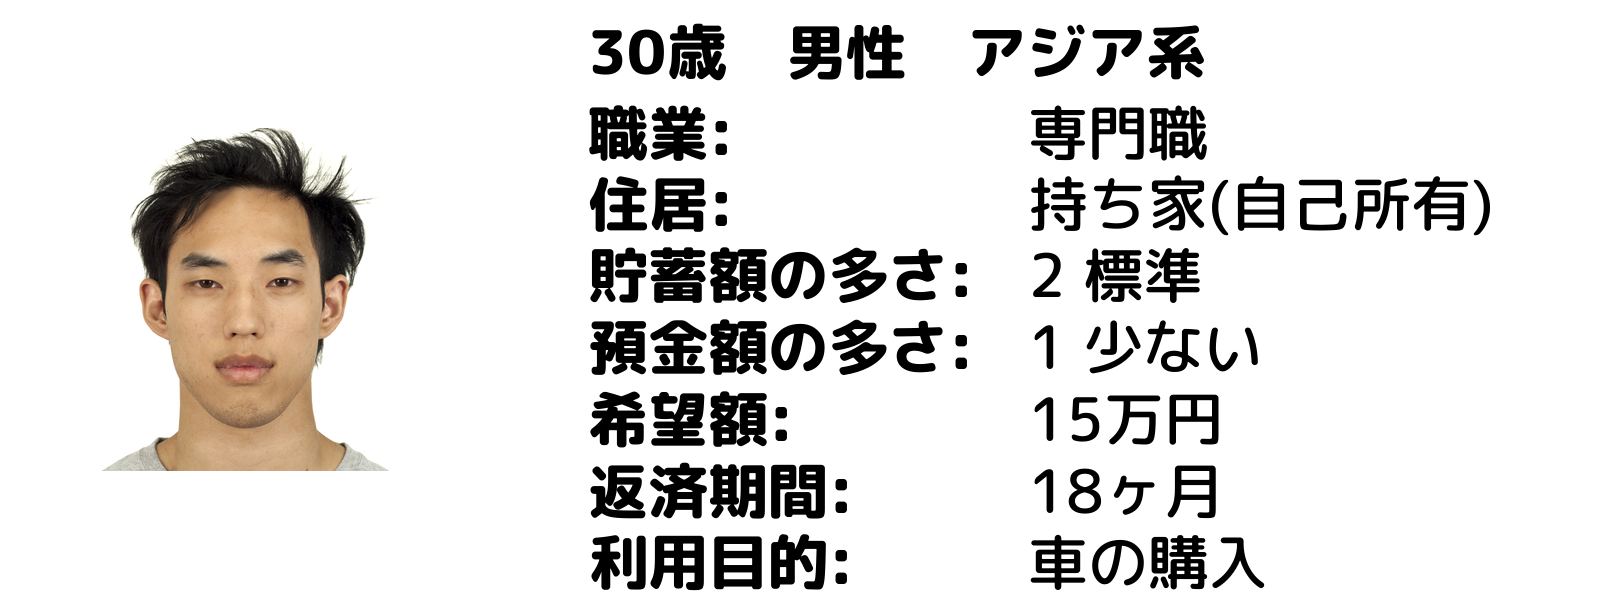 30歳　男性　アジア系
職業: 専門職
住居: 持ち家(自己所有)
貯蓄額の多さ: 2 標準
預金額の多さ: 1 少ない
希望額: 15万円
返済期間: 18ヶ月
利用目的: 車の購入